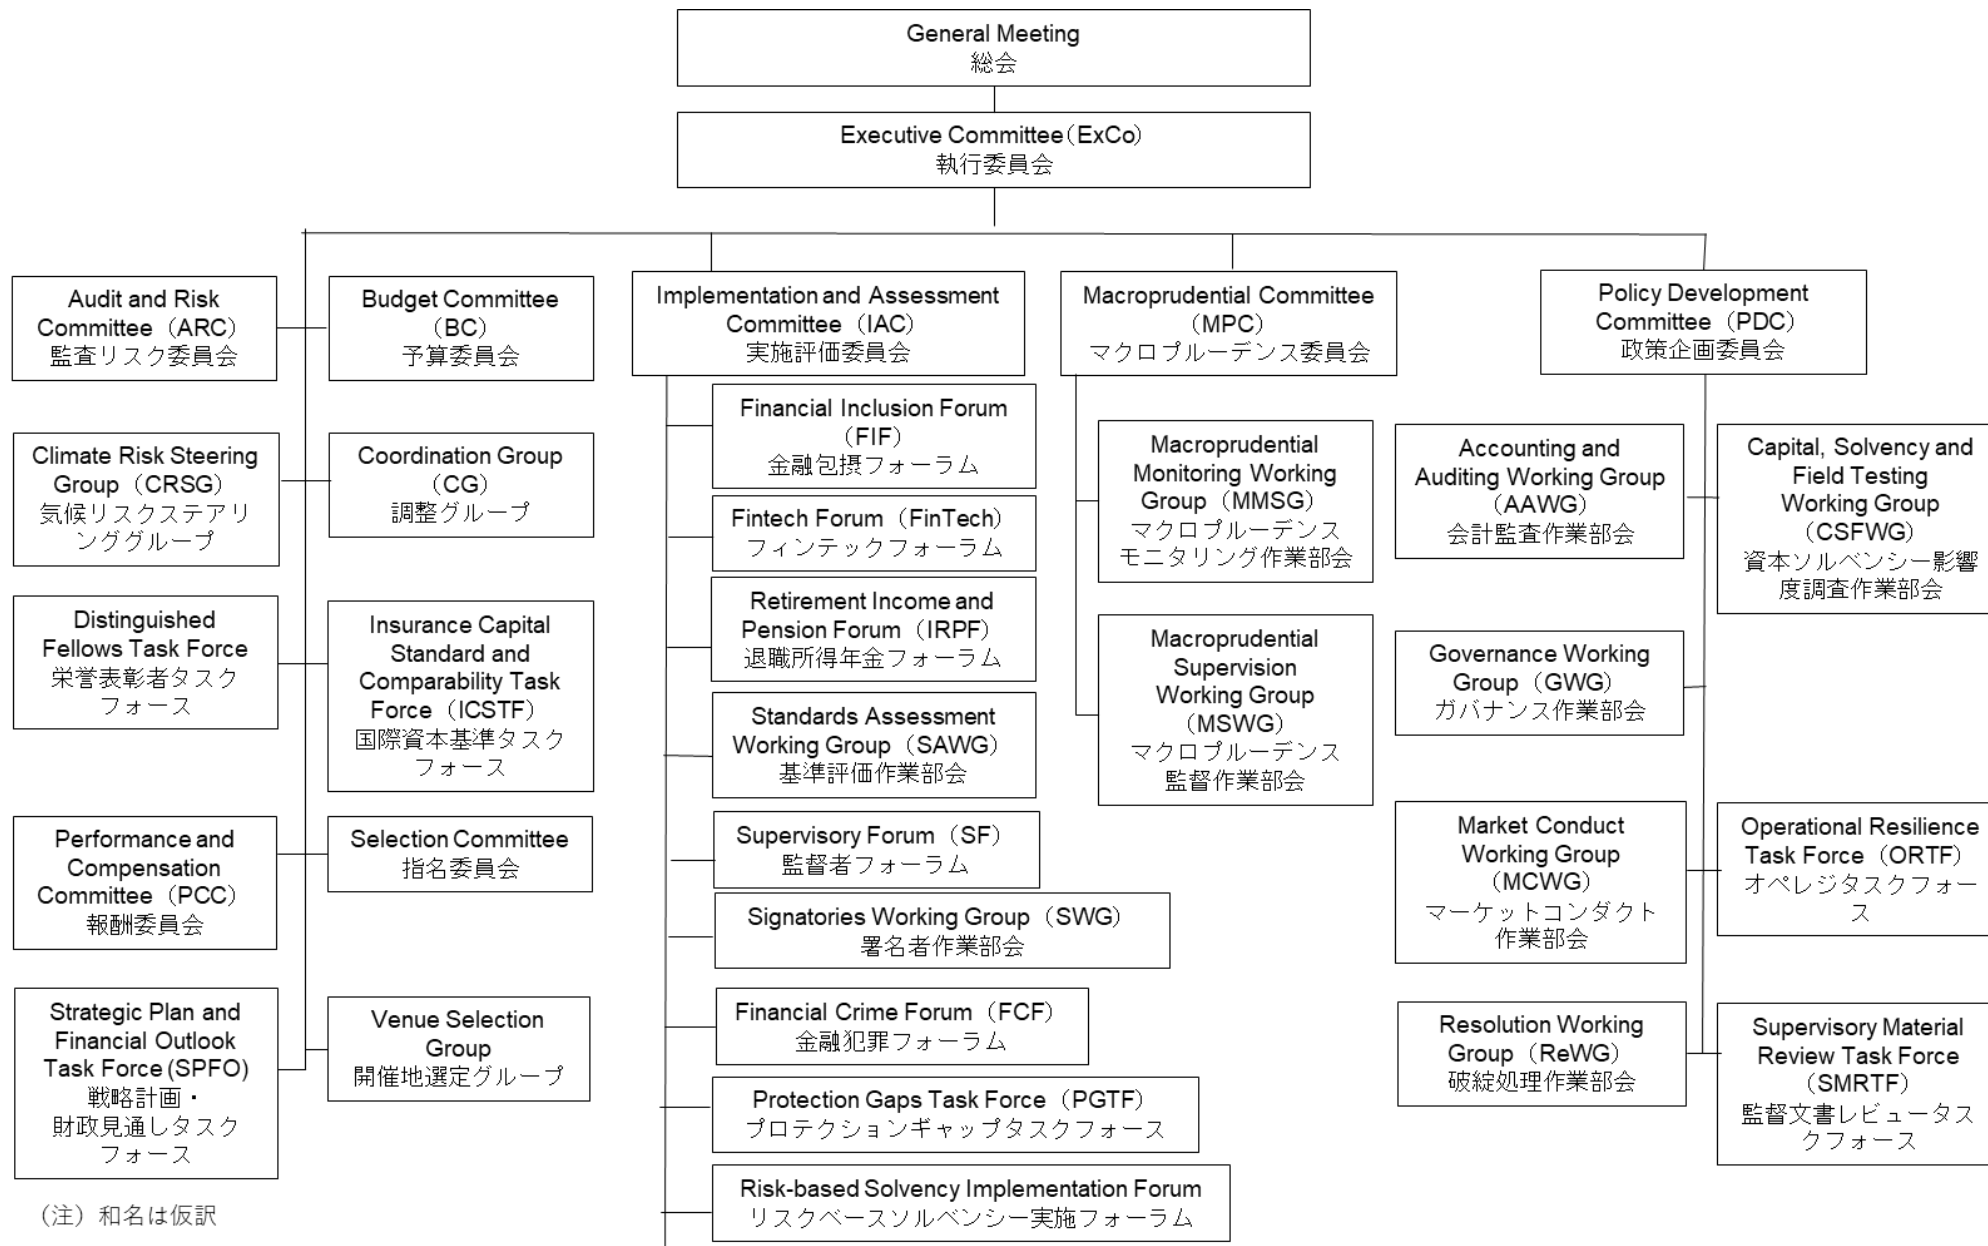 General Meeting
総会
Executive Committee（ExCo）
執行委員会
Audit and Risk
Committee（ARC）
監査リスク委員会
Budget Committee
（BC）
予算委員会
Climate Risk Steering
Group（CRSG）
気候リスクステアリ
ンググループ
Coordination Group
（CG）
調整グループ
Distinguished
Fellows Task Force
栄誉表彰者タスク
フォース
Insurance Capital
Standard and
Comparability Task
Force（ICSTF）
国際資本基準タスク
フォース
Performance and
Compensation
Committee（PCC）
報酬委員会
Selection Committee
指名委員会
Strategic Plan and
Financial Outlook
Task Force (SPFO)
戦略計画・
財政見通しタスク
フォース
Venue Selection
Group
開催地選定グループ
Implementation and Assessment
Committee（IAC）
実施評価委員会
Financial Inclusion Forum
（FIF）
金融包摂フォーラム
Fintech Forum（FinTech）
フィンテックフォーラム
Retirement Income and
Pension Forum（IRPF）
退職所得年金フォーラム
Standards Assessment
Working Group（SAWG）
基準評価作業部会
Supervisory Forum（SF）
監督者フォーラム
Signatories Working Group（SWG）
署名者作業部会
Financial Crime Forum（FCF）
金融犯罪フォーラム
Protection Gaps Task Force（PGTF）
プロテクションギャップタスクフォース
Risk-based Solvency Implementation Forum
リスクベースソルベンシー実施フォーラム
Macroprudential Committee
（MPC）
マクロプルーデンス委員会
Macroprudential
Monitoring Working
Group（MMSG）
マクロプルーデンス
モニタリング作業部会
Macroprudential
Supervision
Working Group
（MSWG）
マクロプルーデンス
監督作業部会
Policy Development
Committee（PDC）
政策企画委員会
Accounting and
Auditing Working Group
（AAWG）
会計監査作業部会
Capital, Solvency and
Field Testing
Working Group
（CSFWG）
資本ソルベンシー影響
度調査作業部会
Governance Working
Group（GWG）
ガバナンス作業部会
Market Conduct
Working Group
（MCWG）
マーケットコンダクト
作業部会
Operational Resilience
Task Force（ORTF）
オペレジタスクフォー
ス
Resolution Working
Group（ReWG）
破綻処理作業部会
Supervisory Material
Review Task Force
（SMRTF）
監督文書レビュータス
クフォース
（注）和名は仮訳